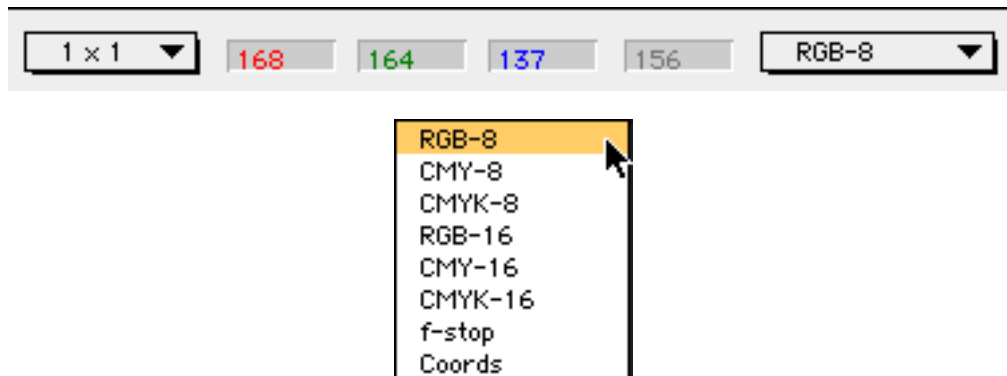 1 x 1 168 164 137 156 RGB-8
RGB-8
CMY-8
CMYK-8
RGB-16
CMY-16
CMYK-16
f-stop
Coords